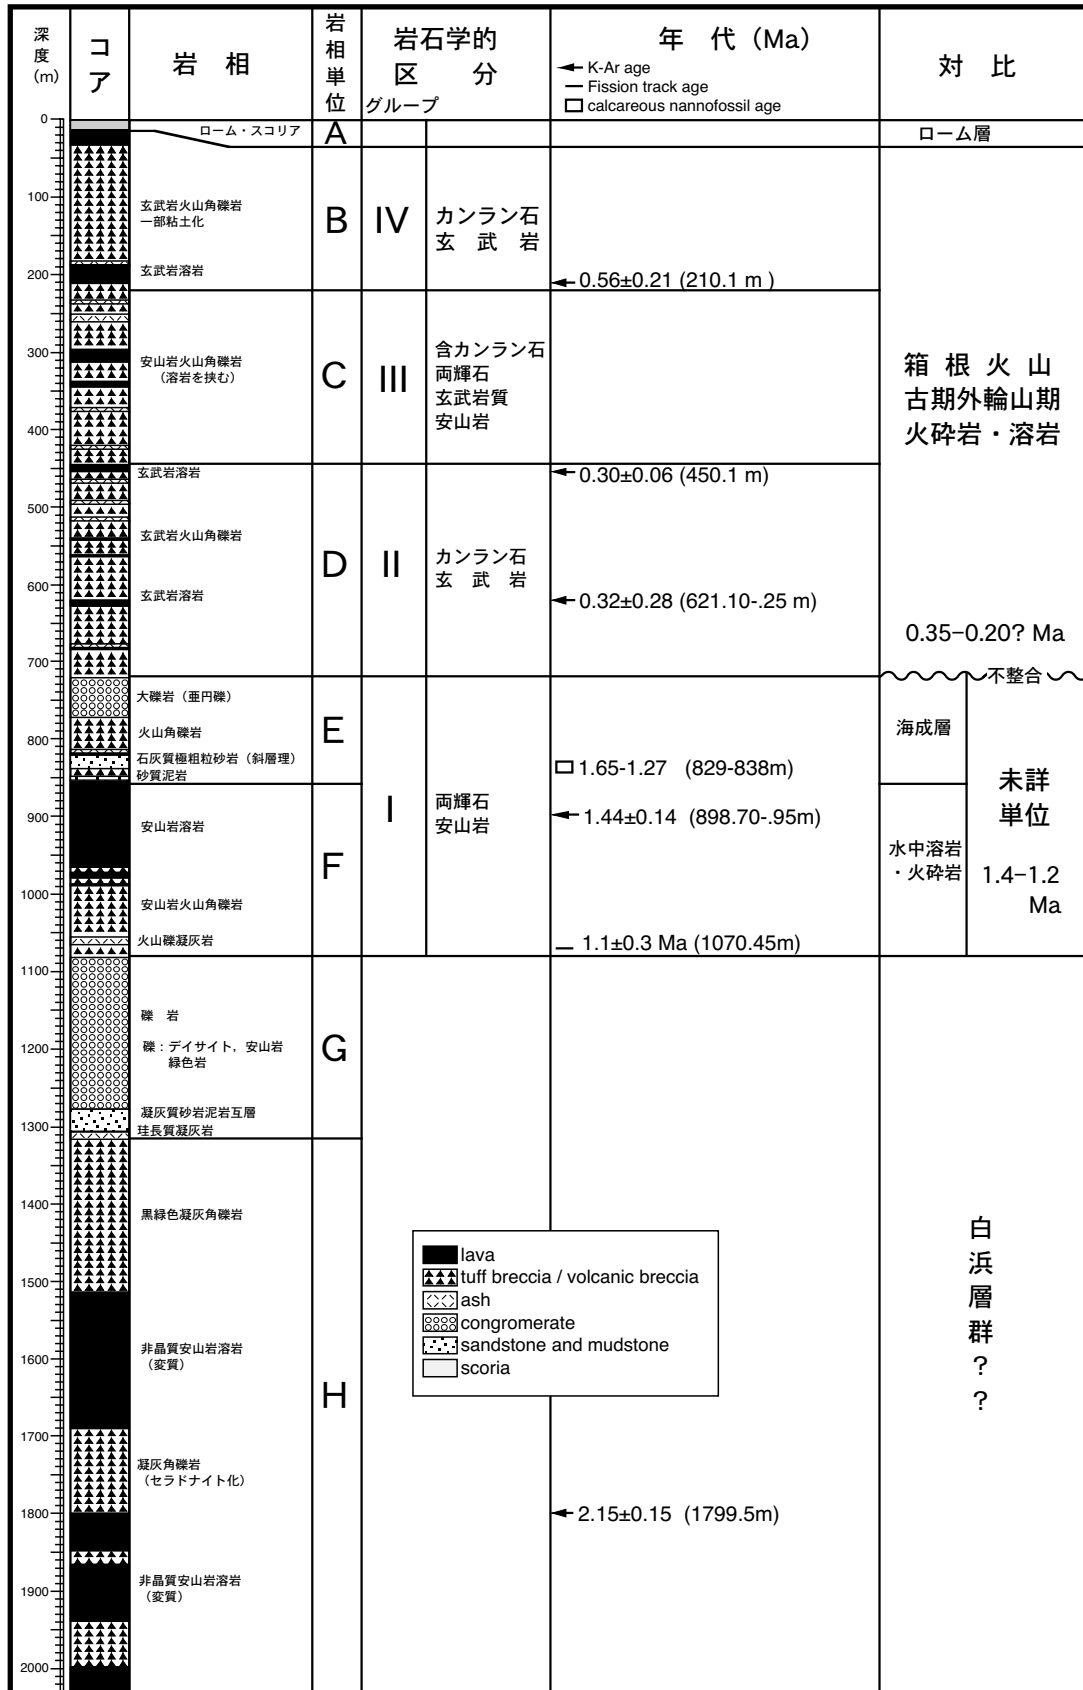 深度(m)
コア
岩 相
岩相単位
岩石学的
区 分
グループ
年 代 (Ma)
K-Ar age
Fission track age
calcareous nannofossil age
対 比
0
ローム・スコリア
A
ローム層
100
玄武岩火山角礫岩
一部粘土化
B
IV
カンラン石
玄 武 岩
200
玄武岩溶岩
0.56±0.21 (210.1 m )
300
安山岩火山角礫岩
(溶岩を挟む)
C
III
含カンラン石
両輝石
玄武岩質
安山岩
箱 根 火 山
古期外輪山期
火砕岩・溶岩
400
玄武岩溶岩
0.30±0.06 (450.1 m)
500
玄武岩火山角礫岩
D
II
カンラン石
玄 武 岩
600
玄武岩溶岩
0.32±0.28 (621.10-.25 m)
0.35−0.20? Ma
700
不整合
大礫岩(亜円礫)
火山角礫岩
E
海成層
800
石灰質極粗粒砂岩(斜層理)
砂質泥岩
1.65-1.27 (829-838m)
未詳
単位
1.4−1.2
Ma
I
両輝石
安山岩
900
安山岩溶岩
1.44±0.14 (898.70-.95m)
F
水中溶岩
・火砕岩
1000
安山岩火山角礫岩
火山礫凝灰岩
1.1±0.3 Ma (1070.45m)
1100
礫 岩
礫：デイサイト，安山岩
緑色岩
G
1200
凝灰質砂岩泥岩互層
1300
珪長質凝灰岩
1400
黒緑色凝灰角礫岩
白浜層群??
1500
lava
tuff breccia / volcanic breccia
ash
congromerate
sandstone and mudstone
scoria
非晶質安山岩溶岩
(変質)
1600
H
1700
凝灰角礫岩
(セラドナイト化)
1800
2.15±0.15 (1799.5m)
1900
非晶質安山岩溶岩
(変質)
2000